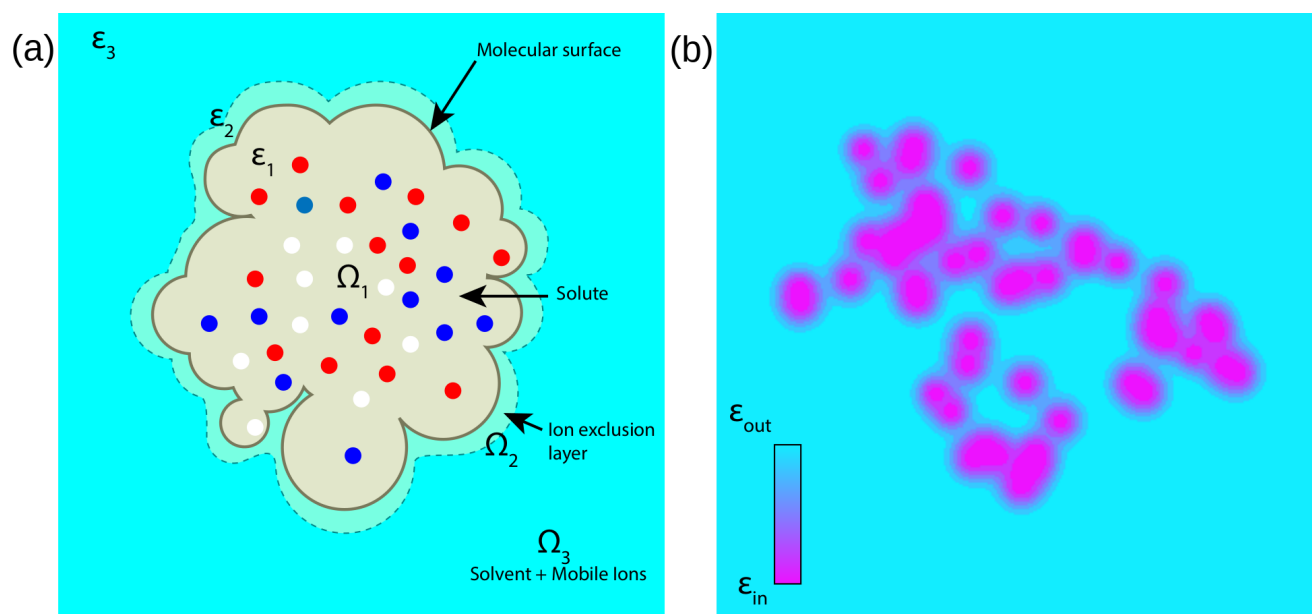 (a)
ε3
Molecular surface
ε2
ε1
Ω1
Solute
Ion exclusion
layer
Ω2
Ω3
Solvent + Mobile Ions
(b)
εout
εin